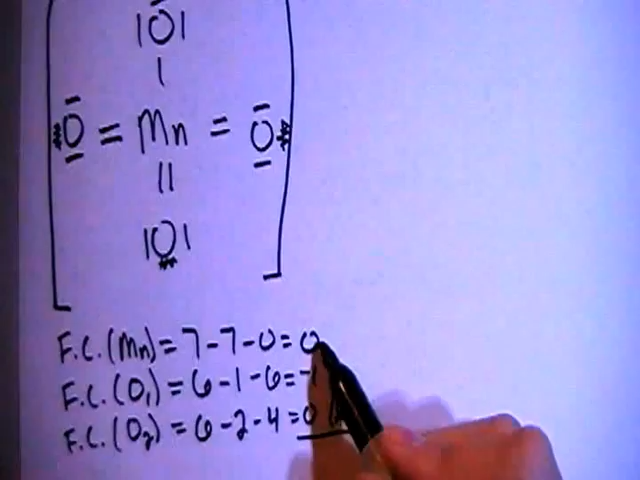 |O|
|
O = Mn = O
||
|O|
F.C.(Mn) = 7-7-0=0
F.C.(O₁) = 6-1-6=-1
F.C.(O₂) = 6-2-4=0